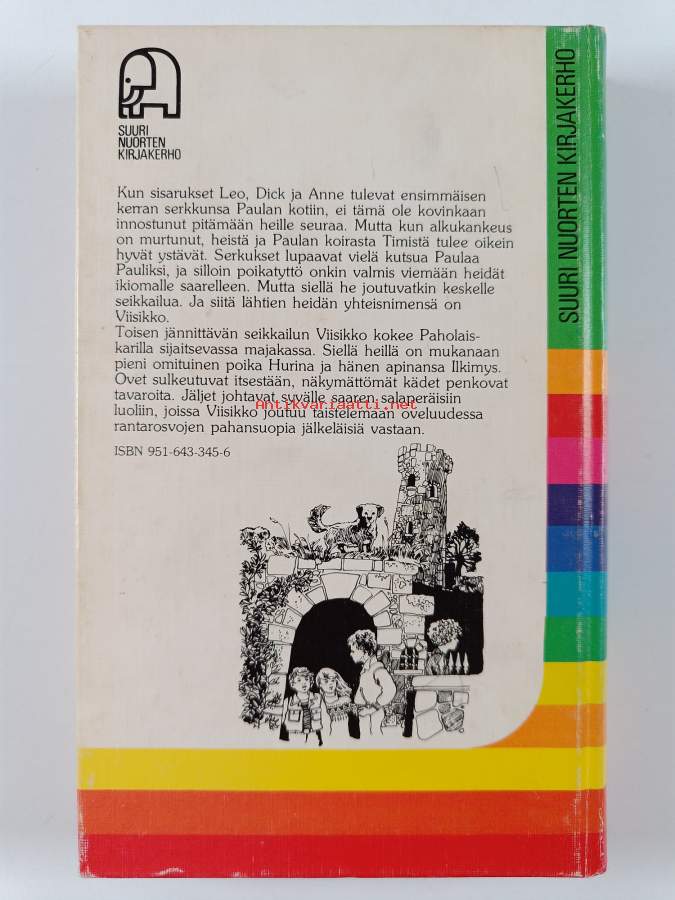 SUURI
NUORTEN
KIRJAKERHO
Kun sisarukset Leo, Dick ja Anne tulevat ensimmäisen
kerran serkkunsa Paulan kotiin, ei tämä ole kovinkaan
innostunut pitämään heille seuraa. Mutta kun alkukankeus
on murtunut, heistä ja Paulan koirasta Timistä tulee oikein
hyvät ystävät. Serkukset lupaavat vielä kutsua Paulaa
Pauliksi, ja silloin poikatyttö onkin valmis viemään heidät
ikiomalle saarelleen. Mutta siellä he joutuvatkin keskelle
seikkailua. Ja siitä lähtien heidän yhteisnimensä on
Viisikko.
Toisen jännittävän seikkailun Viisikko kokee Paholais-
karilla sijaitsevassa majakassa. Siellä heillä on mukanaan
pieni omituinen poika Hurina ja hänen apinansa Ilkimys.
Ovet sulkeutuvat itsestään, näkymättömät kädet penkovat
tavaroita. Jäljet johtavat syvälle saaren salaperäisiin
luoliin, joissa Viisikko joutuu taistelemaan oveluudessa
rantarosvojen pahansuopia jälkeläisiä vastaan.
ISBN 951-643-345-6
SUURI NUORTEN KIRJAKERHO
antikvariaatti.net